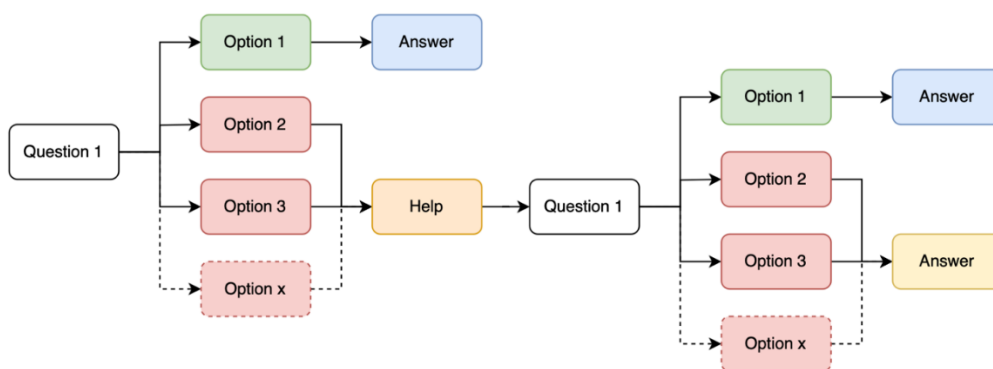 Question 1
Option 1
Answer
Option 2
Option 3
Option x
Help
Question 1
Option 1
Answer
Option 2
Option 3
Answer
Option x